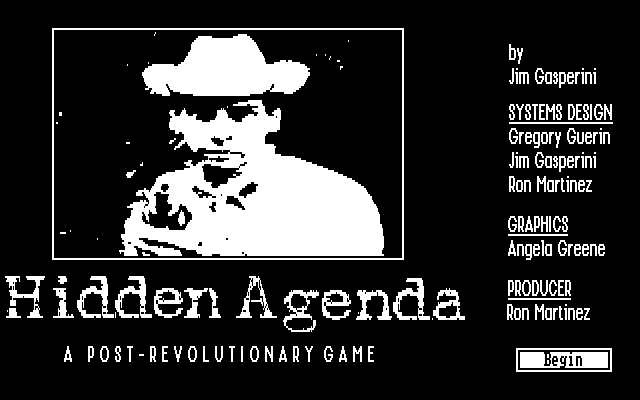 by
Jim Gasperini
SYSTEMS DESIGN
Gregory Guerin
Jim Gasperini
Ron Martinez
GRAPHICS
Angela Greene
PRODUCER
Ron Martinez
Hidden Agenda
A POST-REVOLUTIONARY GAME
Begin